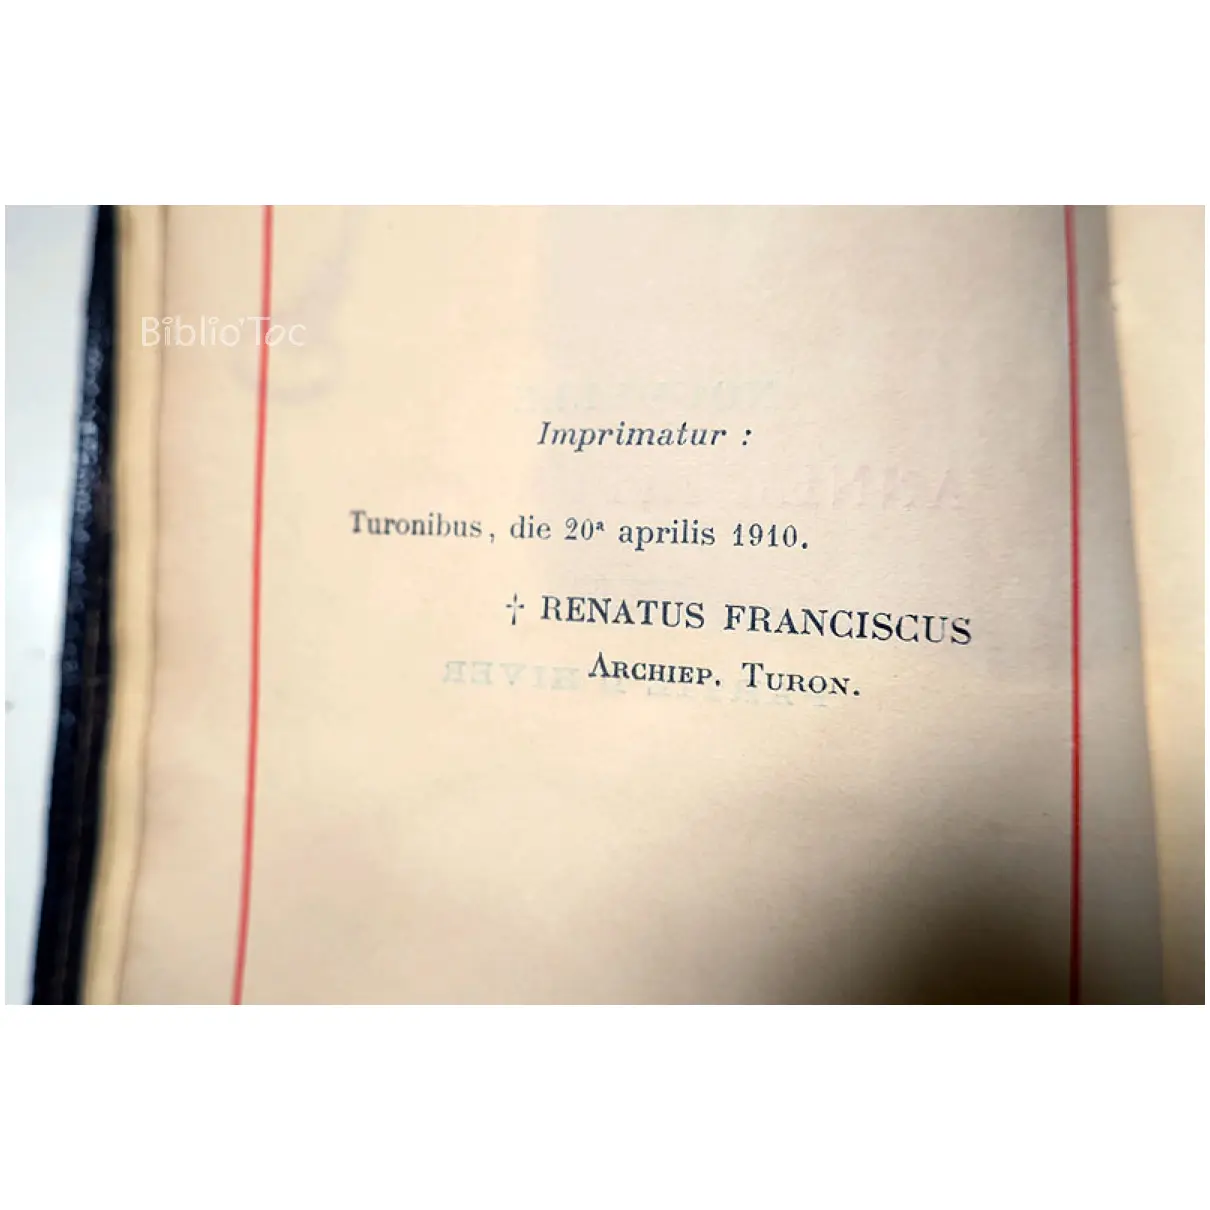 Biblio'Toc
Imprimatur :
Turonibus, die 20ª aprilis 1910.
† RENATUS FRANCISCUS
ARCHIEP. TURON.